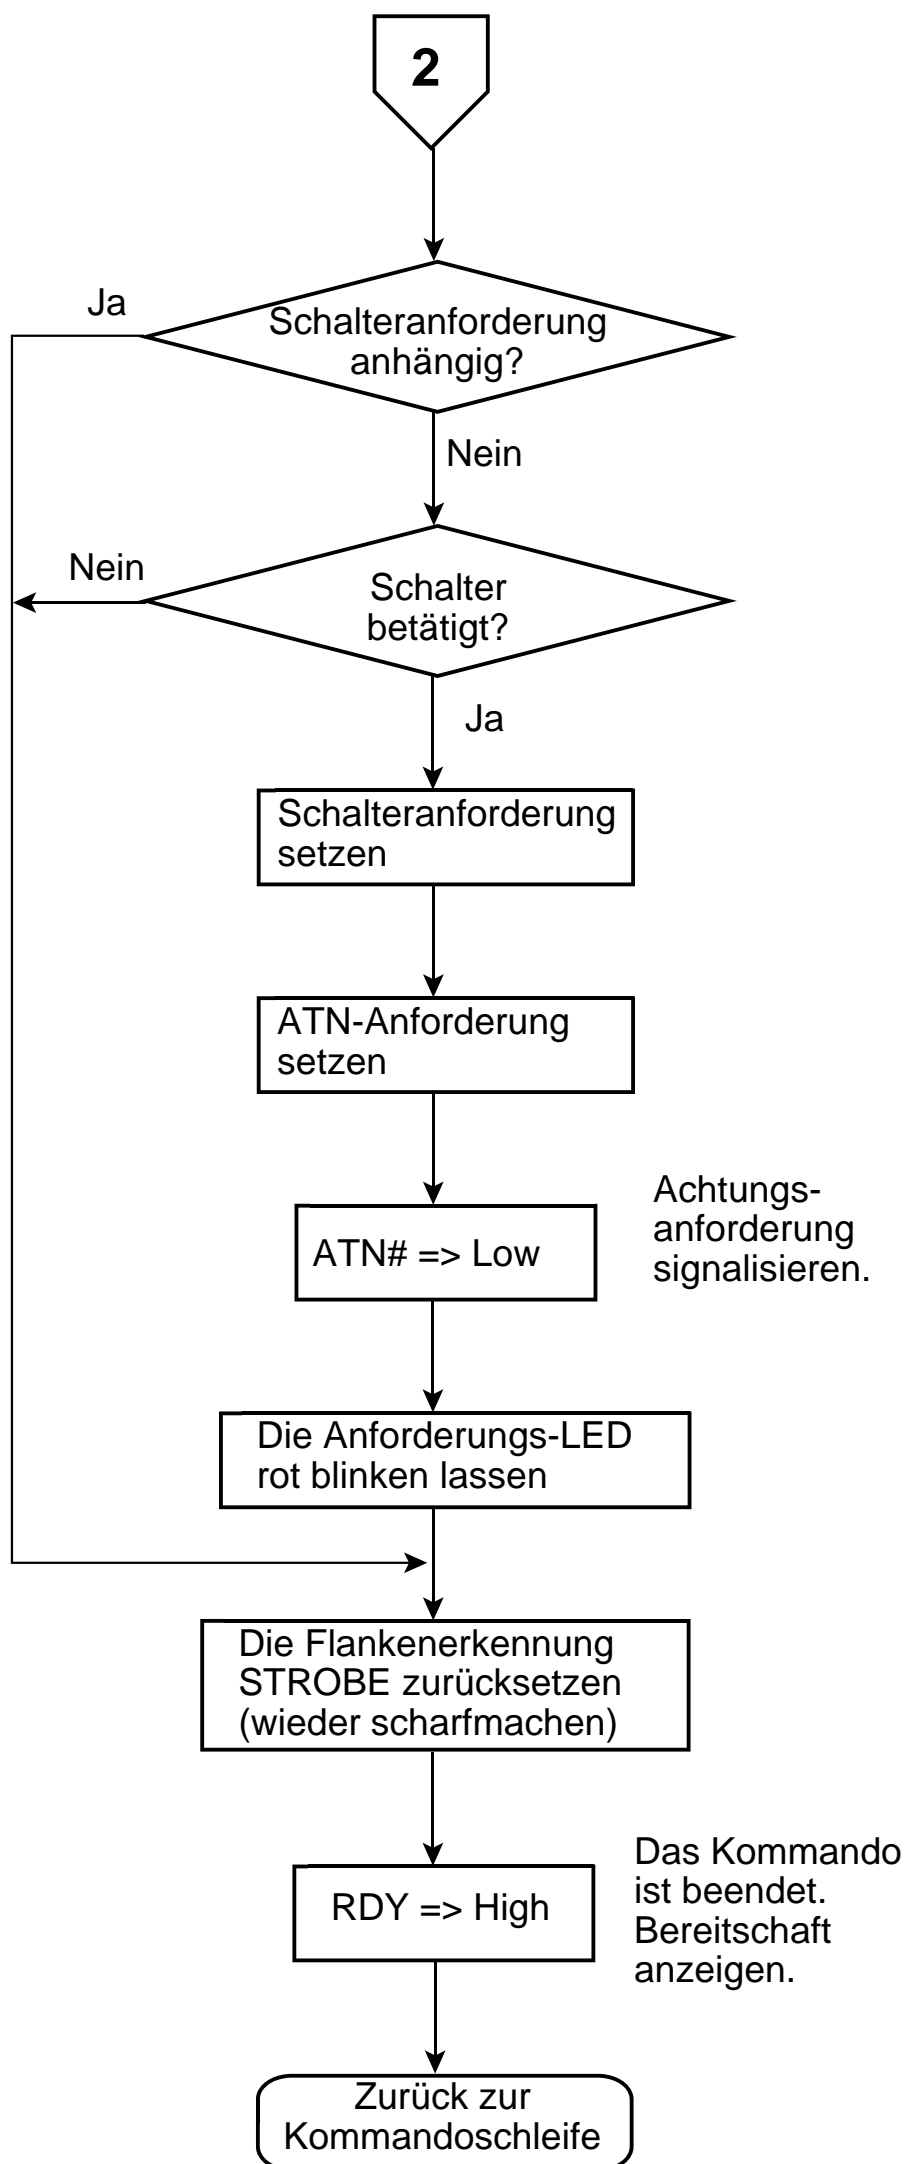 2
Ja
Schalteranforderung
anhängig?
Nein
Nein
Schalter
betätigt?
Ja
Schalteranforderung
setzen
ATN-Anforderung
setzen
Achtungs-
anforderung
signalisieren.
ATN# => Low
Die Anforderungs-LED
rot blinken lassen
Die Flankenerkennung
STROBE zurücksetzen
(wieder scharfmachen)
Das Kommando
ist beendet.
Bereitschaft
anzeigen.
RDY => High
Zurück zur
Kommandoschleife